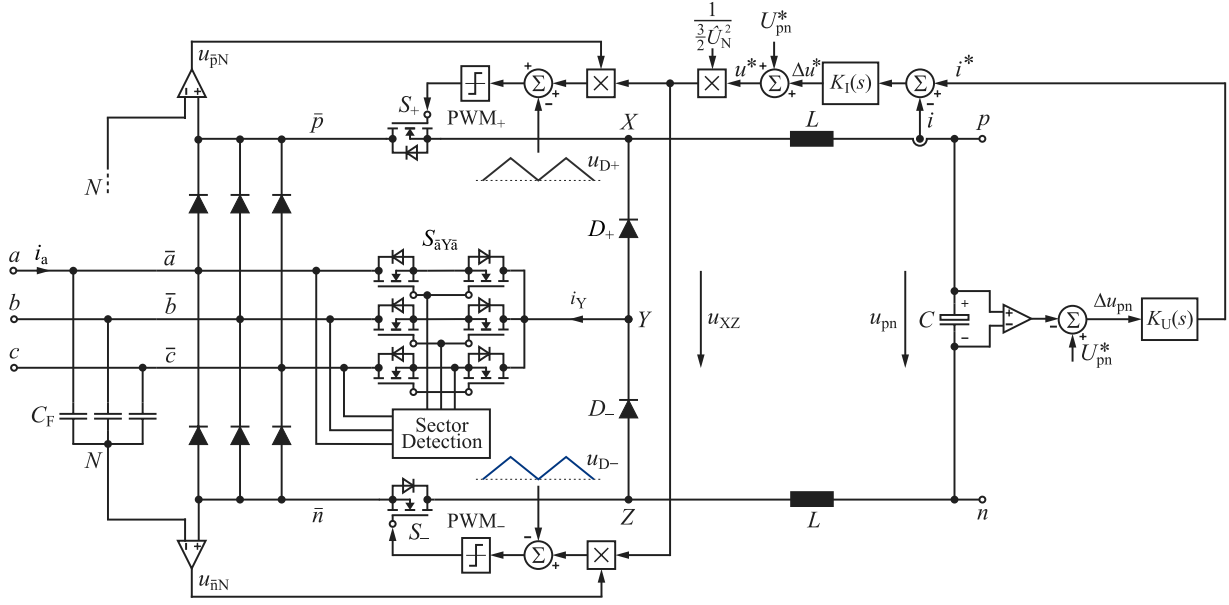 1
3/2 Û_N^2
U*_pn
u_p̄N
×
+ Σ + −
PWM_+
S_+
×
u*
+ Σ +
Δu*
K_I(s)
Σ + −
i*
i
p̄
X
L
p
− +
N
u_D+
D_+
S_āYā
a
i_a
ā
b
b̄
i_Y
Y
u_XZ
u_pn
C
+
−
+
−
− Σ +
Δu_pn
K_U(s)
U*_pn
c
c̄
C_F
N
Sector
Detection
D_−
u_D−
n̄
S_−
PWM_−
Z
L
n
− +
− Σ +
×
u_n̄N